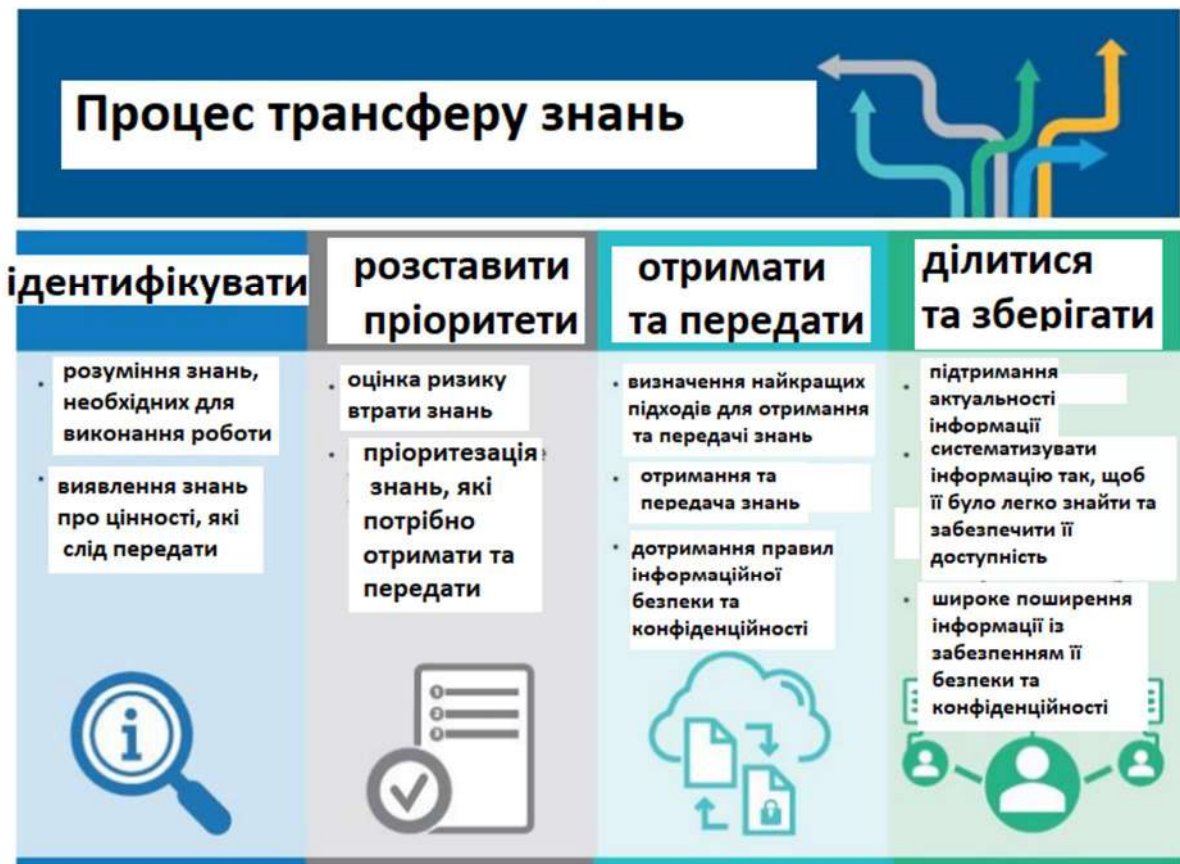 Процес трансферу знань
ідентифікувати
розуміння знань,
необхідних для
виконання роботи
виявлення знань
про цінності, які
слід передати
розставити
пріоритети
оцінка ризику
втрати знань
пріоритезація
знань, які
потрібно
отримати та
передати
1
2
3
отримати
та передати
визначення найкращих
підходів для отримання
та передачі знань
отримання та
передача знань
дотримання правил
інформаційної
безпеки та
конфіденційності
ділитися
та зберігати
підтримання
актуальності
інформації
систематизувати
інформацію так, щоб
її було легко знайти та
забезпечити її
доступність
широке поширення
інформації із
забезпенням її
безпеки та
конфіденційності